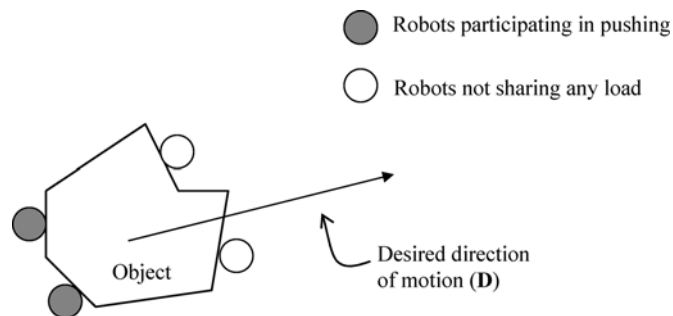 Robots participating in pushing
Robots not sharing any load
Object
Desired direction
of motion (D)